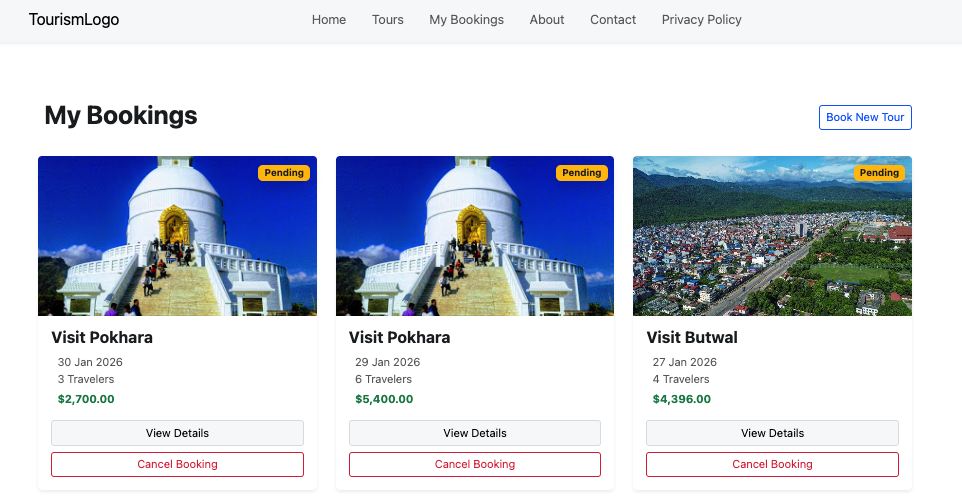 TourismLogo
Home Tours My Bookings About Contact Privacy Policy
My Bookings
Book New Tour
Pending
Visit Pokhara
30 Jan 2026
3 Travelers
$2,700.00
View Details
Cancel Booking
Pending
Visit Pokhara
29 Jan 2026
6 Travelers
$5,400.00
View Details
Cancel Booking
Pending
Visit Butwal
27 Jan 2026
4 Travelers
$4,396.00
View Details
Cancel Booking